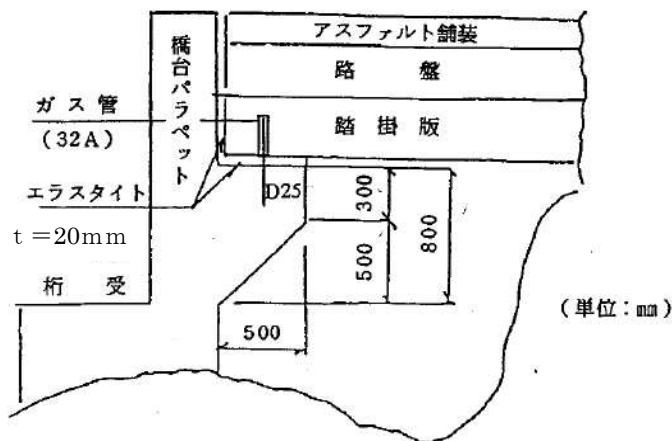 アスファルト舗装
路盤
踏掛版
橋台パラペット
ガス管
(32A)
エラスタイト
t=20mm
桁受
D25
300
500
800
500
(単位:mm)